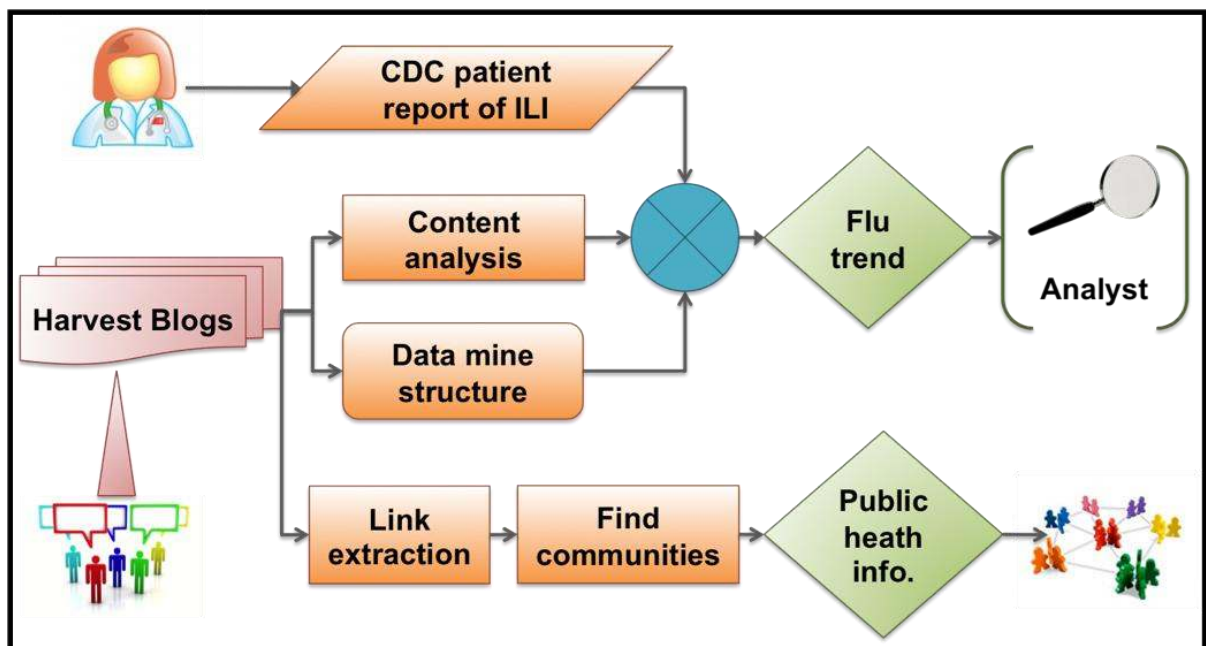 CDC patient
report of ILI
Content
analysis
Flu
trend
Analyst
Harvest Blogs
Data mine
structure
Link
extraction
Find
communities
Public
heath
info.